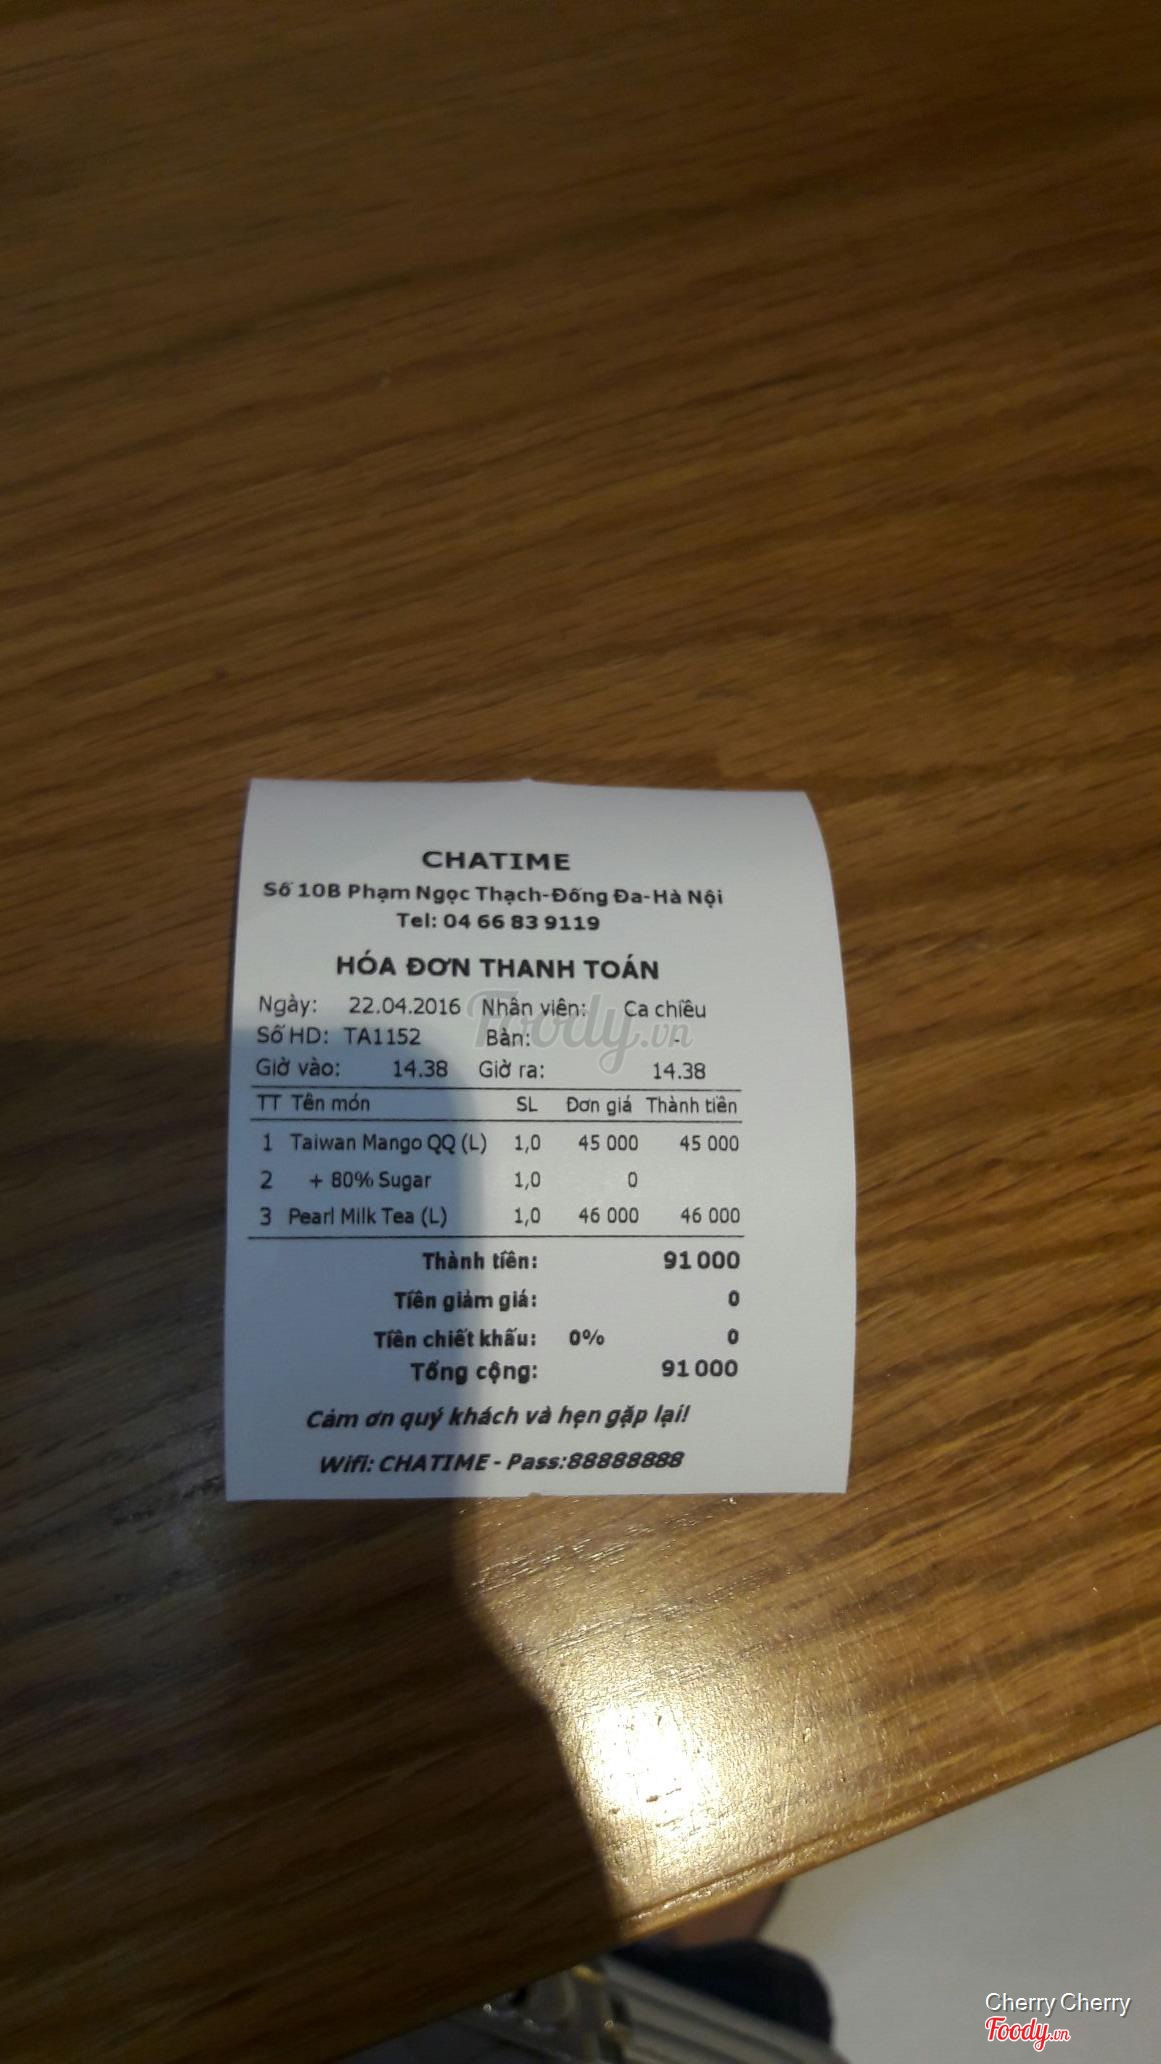 CHATIME
Số 10B Phạm Ngọc Thạch-Đống Đa-Hà Nội
Tel: 04 66 83 9119
HÓA ĐƠN THANH TOÁN
Ngày: 22.04.2016 Nhân viên: Ca chiều
Số HD: TA1152 Bàn: -
Giờ vào: 14.38 Giờ ra: 14.38
TT Tên món SL Đơn giá Thành tiền
1 Taiwan Mango QQ (L) 1,0 45 000 45 000
2 + 80% Sugar 1,0 0
3 Pearl Milk Tea (L) 1,0 46 000 46 000
Thành tiền: 91 000
Tiền giảm giá: 0
Tiền chiết khấu: 0% 0
Tổng cộng: 91 000
Cảm ơn quý khách và hẹn gặp lại!
Wifi: CHATIME - Pass:88888888
Foody.vn
Cherry Cherry
Foody.vn